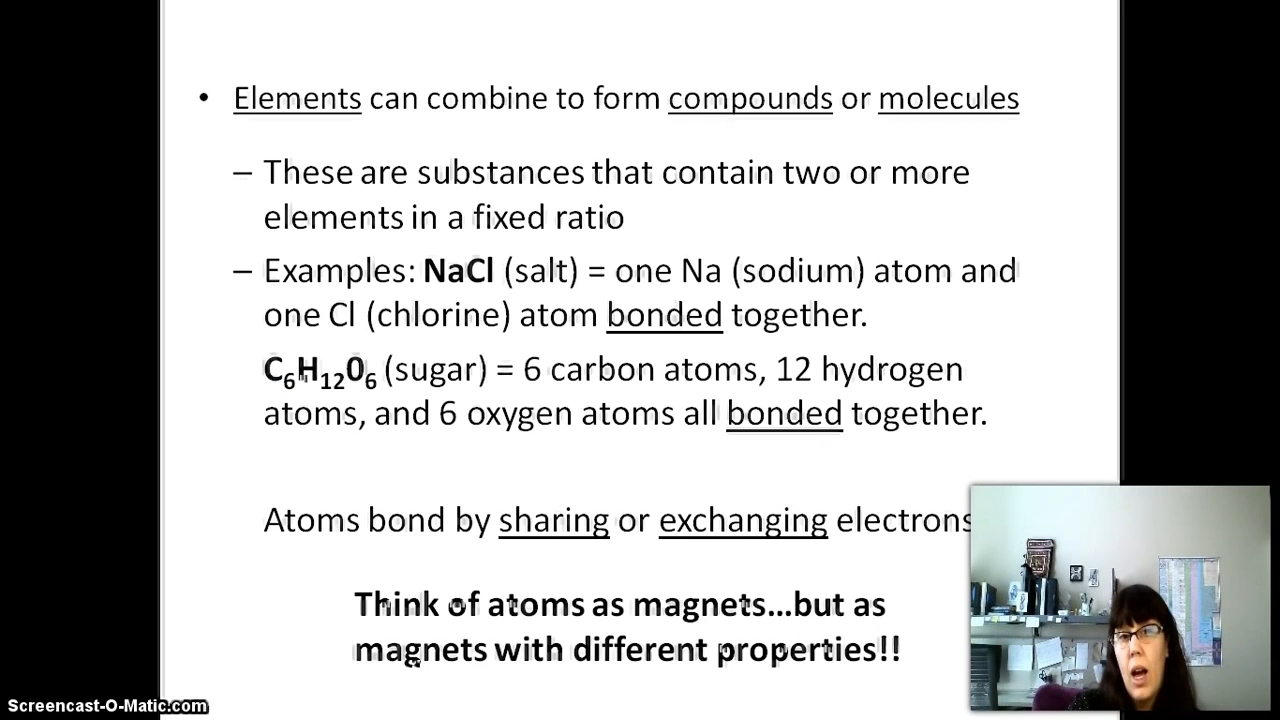 • Elements can combine to form compounds or molecules
– These are substances that contain two or more
elements in a fixed ratio
– Examples: NaCl (salt) = one Na (sodium) atom and
one Cl (chlorine) atom bonded together.
C₆H₁₂0₆ (sugar) = 6 carbon atoms, 12 hydrogen
atoms, and 6 oxygen atoms all bonded together.
Atoms bond by sharing or exchanging electrons
Think of atoms as magnets...but as
magnets with different properties!!
Screencast-O-Matic.com